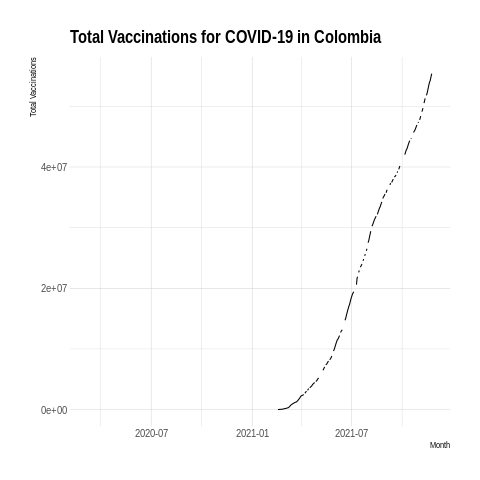 Total Vaccinations for COVID-19 in Colombia
Total Vaccinations
4e+07
2e+07
0e+00
2020-07
2021-01
2021-07
Month